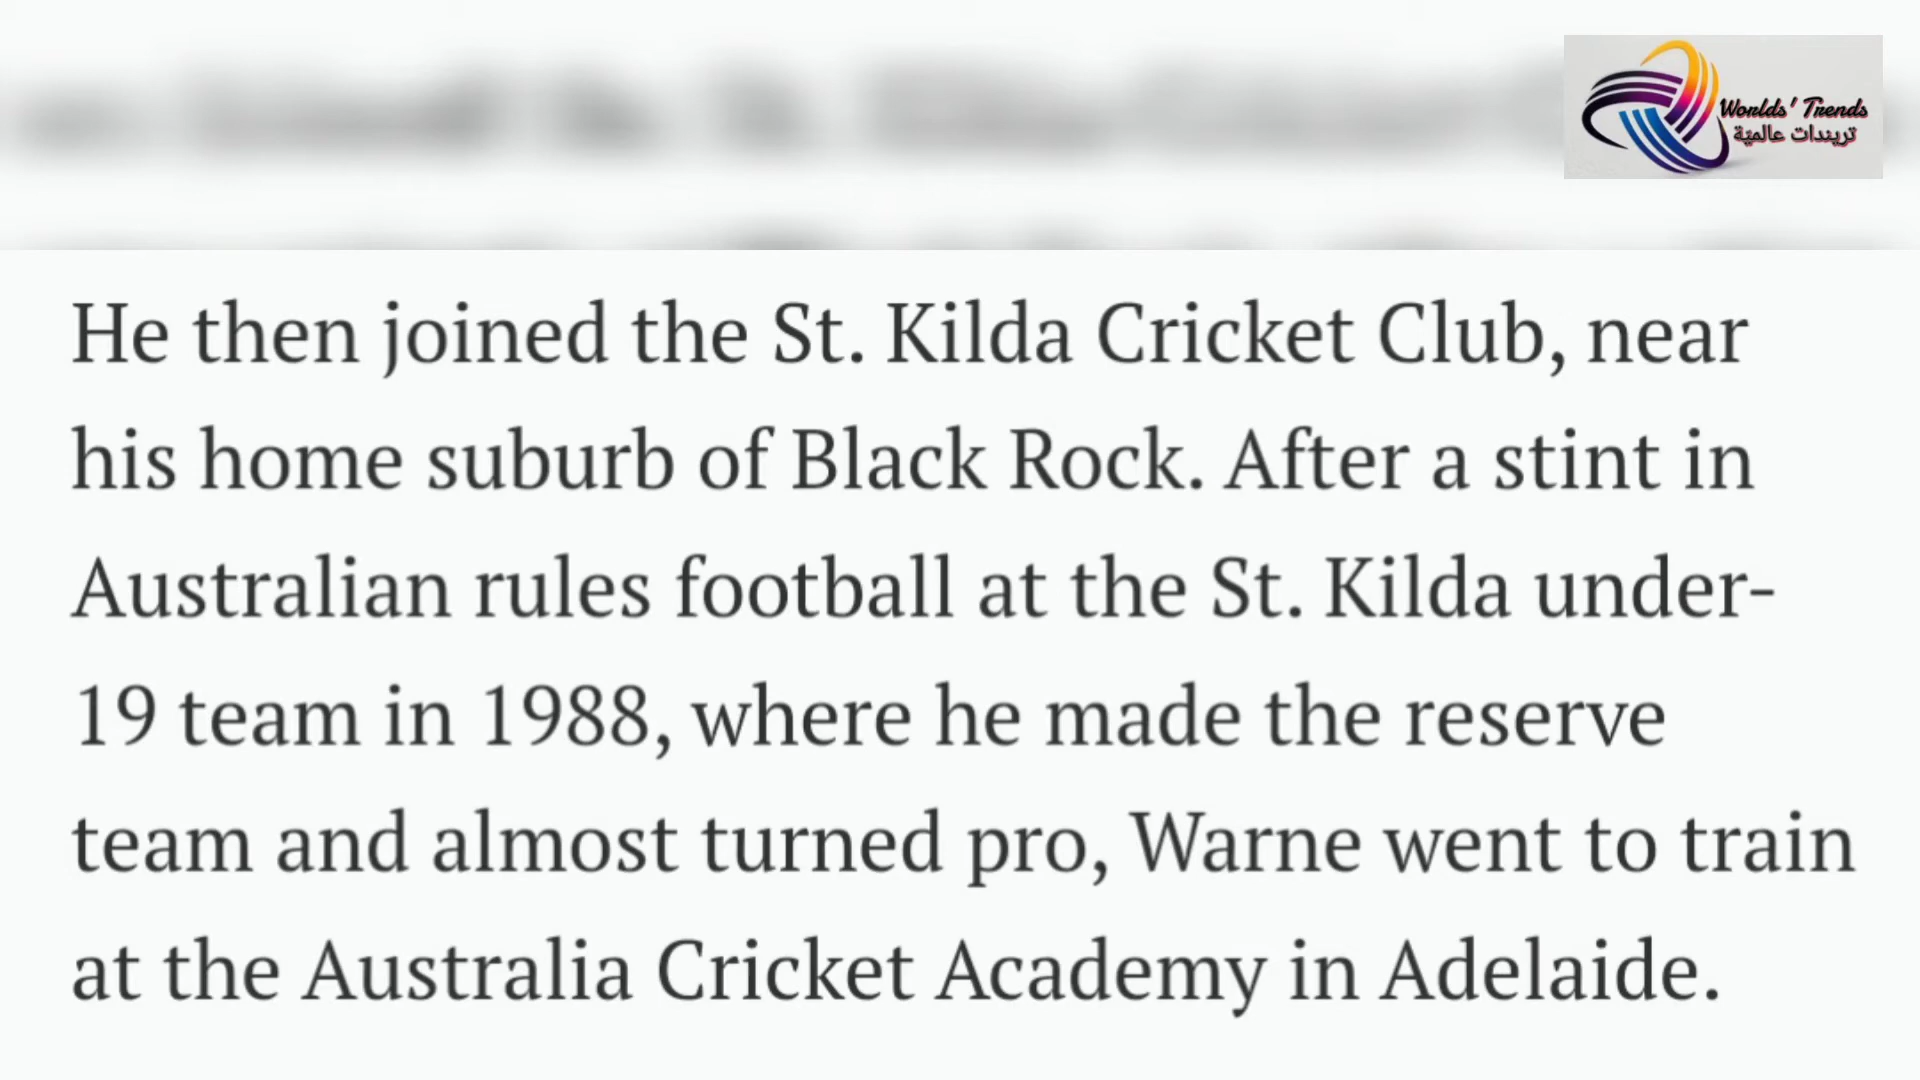 Worlds' Trends
تريندات عالميّة
He then joined the St. Kilda Cricket Club, near
his home suburb of Black Rock. After a stint in
Australian rules football at the St. Kilda under-
19 team in 1988, where he made the reserve
team and almost turned pro, Warne went to train
at the Australia Cricket Academy in Adelaide.